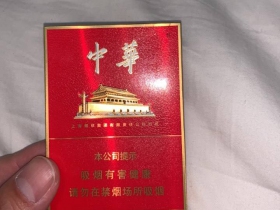 中華
本公司提示
吸烟有害健康
请勿在禁烟场所吸烟